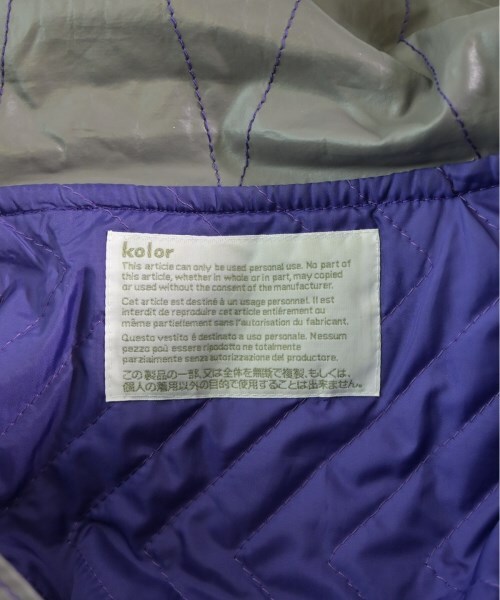 kolor
This article can only be used personal use. No part of
this article, whether in whole or in part, may copied
or used without the consent of the manufacturer.
Cet article est destiné à un usage personnel. Il est
interdit de reproduire cet article entièrement ou
même partiellement sans l'autorisation du fabricant.
Questo vestito é destinato a uso personale. Nessum
pezzo può essere ripodotto ne totalmente
parzialmente senza autorizzazione del productore.
この製品の一部、又は全体を無断で複製、もしくは、
個人の着用以外の目的で使用することは出来ません。